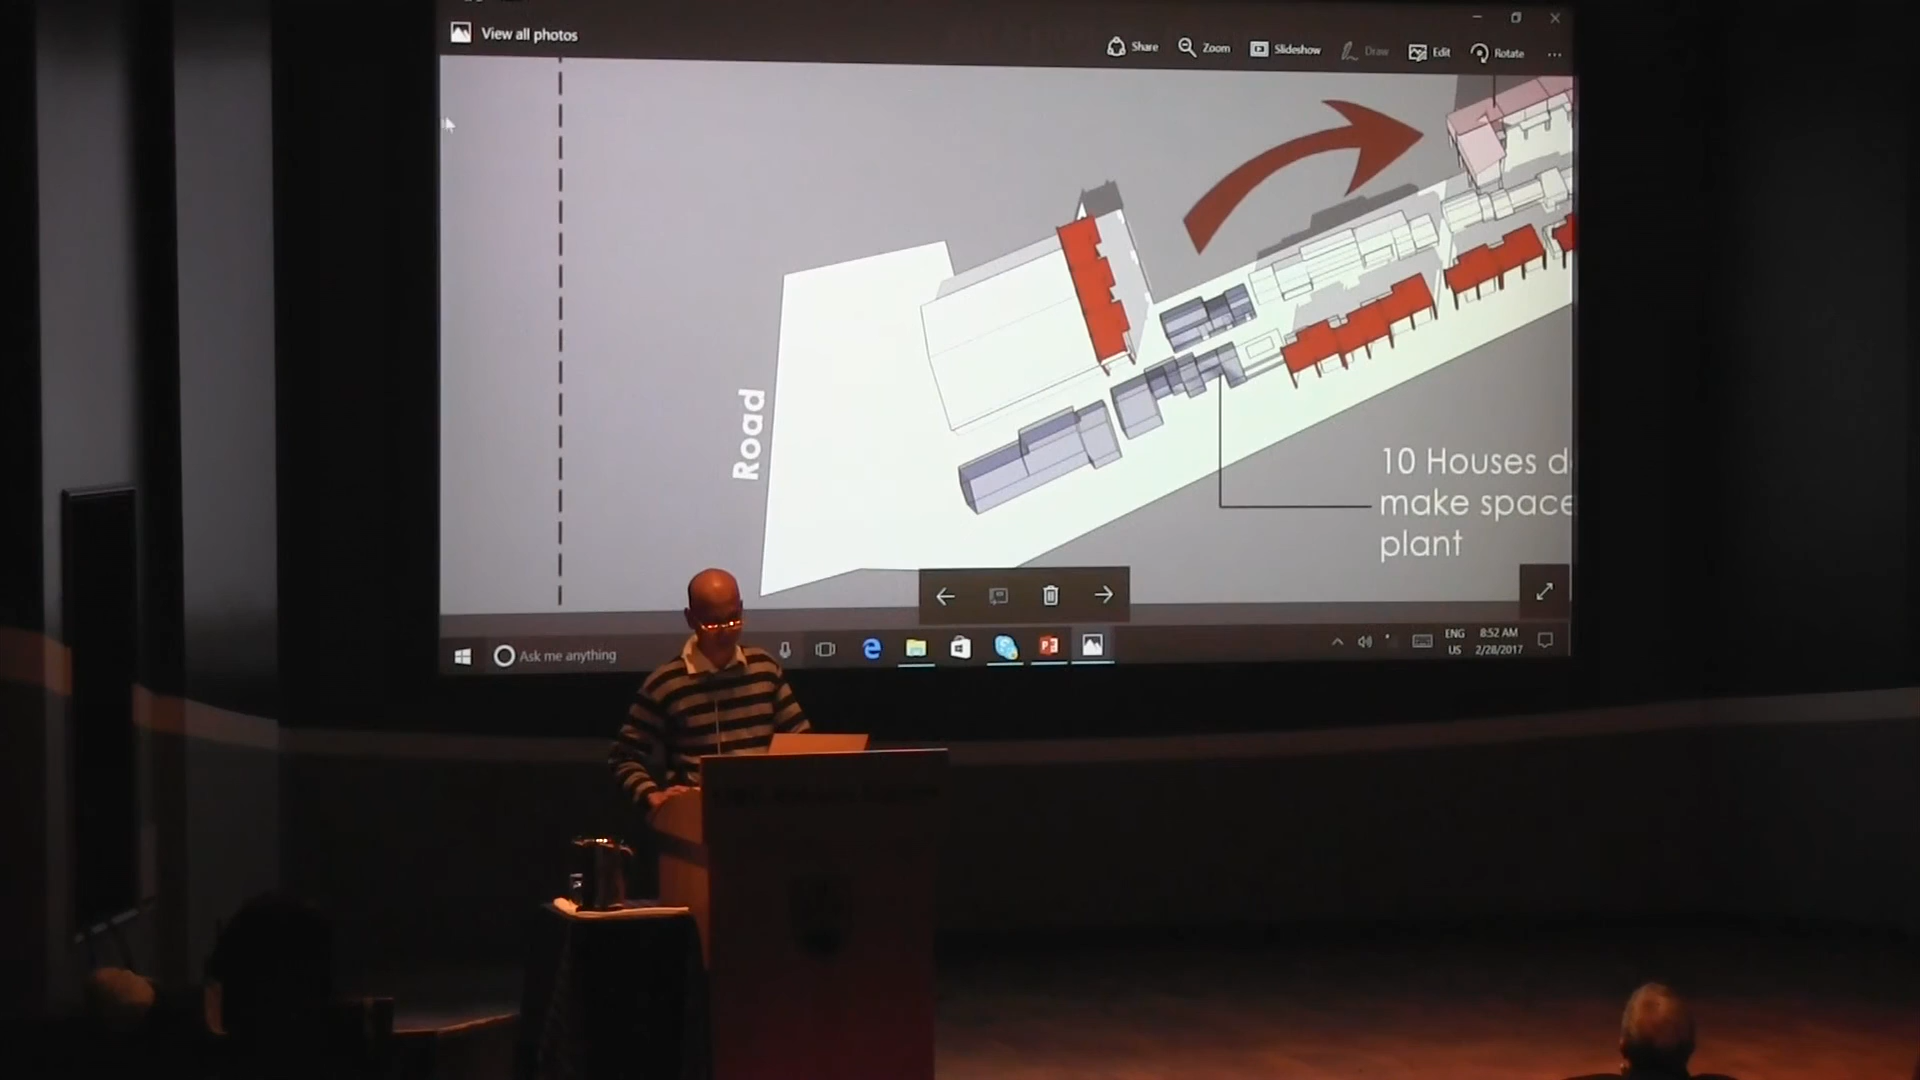 View all photos
Share
Zoom
Slideshow
Draw
Edit
Rotate
Road
10 Houses
make space
plant
Ask me anything
ENG
US
8:52 AM
2/28/2017